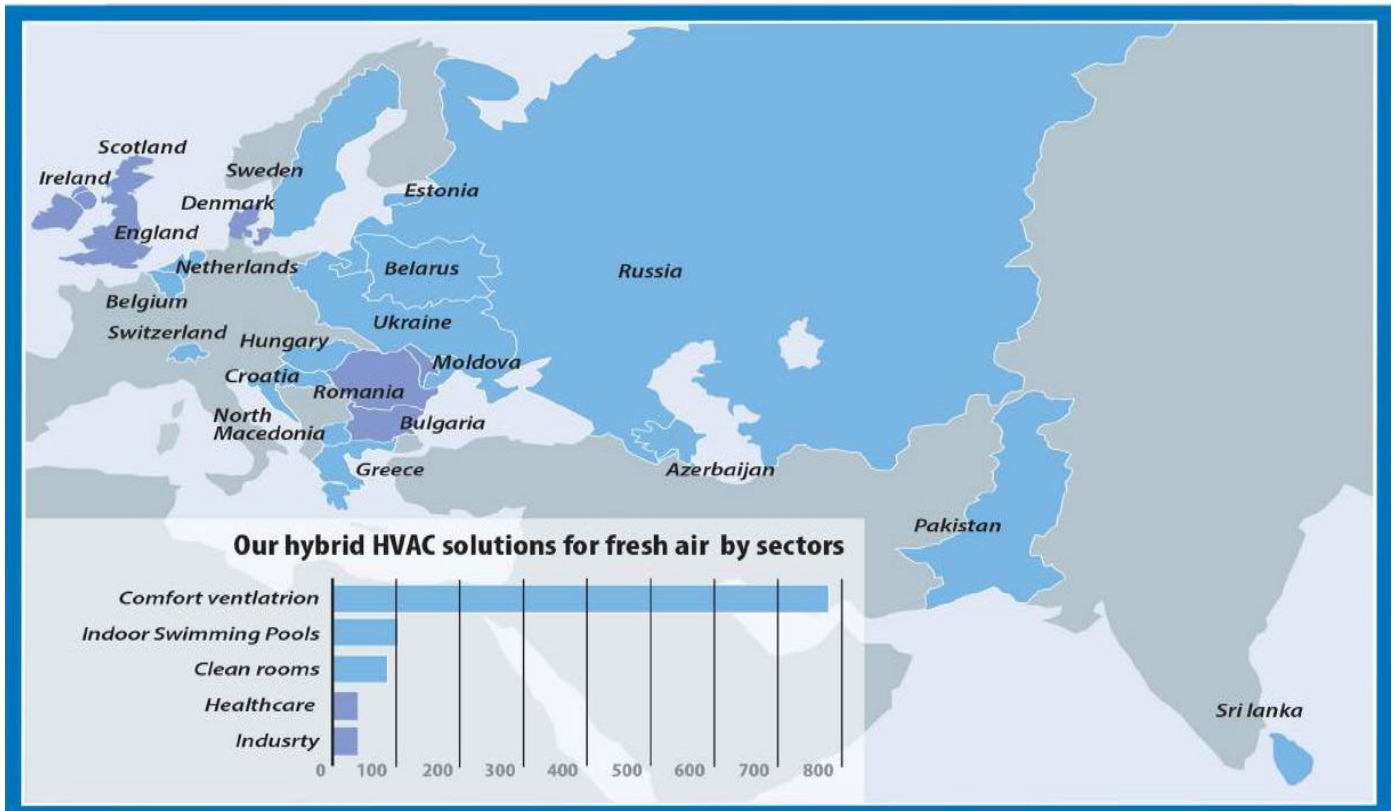 Scotland
Ireland
Sweden
Denmark
Estonia
England
Netherlands
Belarus
Russia
Belgium
Switzerland
Ukraine
Hungary
Moldova
Croatia
Romania
North
Macedonia
Bulgaria
Greece
Azerbaijan
Pakistan
Sri lanka
Our hybrid HVAC solutions for fresh air by sectors
Comfort ventlatrion
Indoor Swimming Pools
Clean rooms
Healthcare
Indusrty
0 100 200 300 400 500 600 700 800